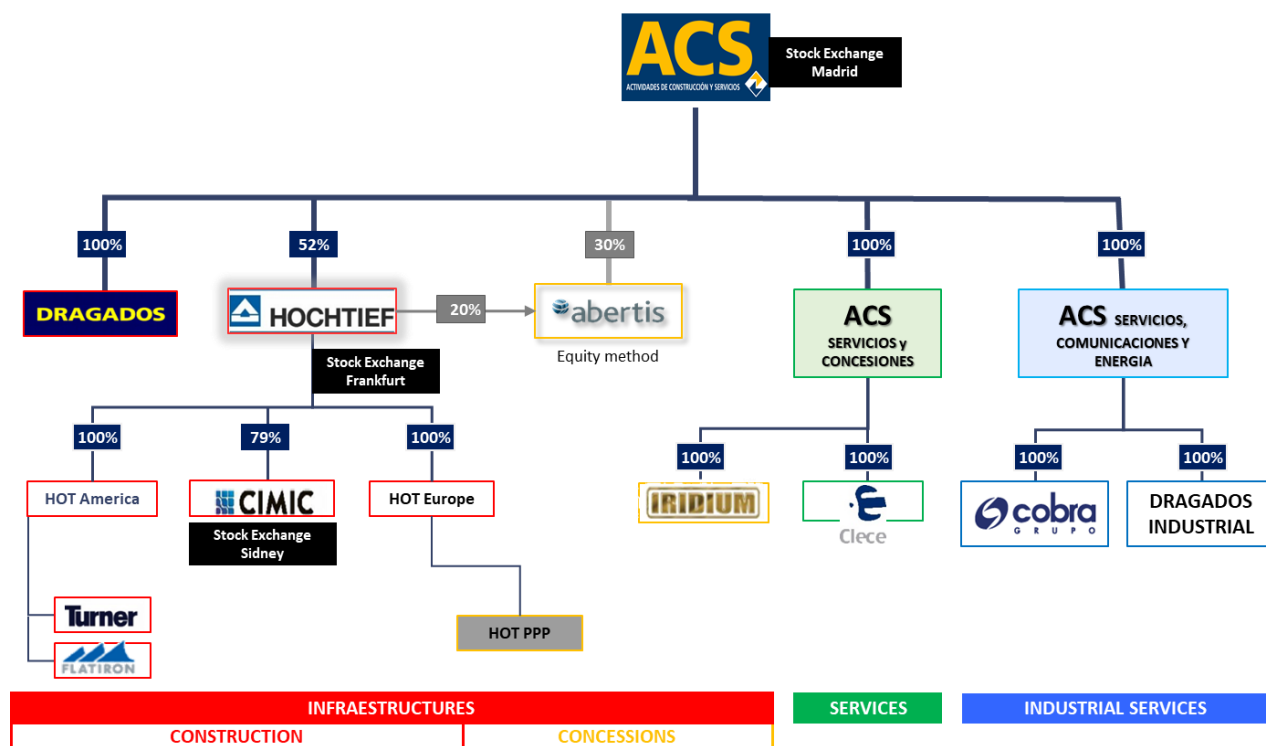 ACS
ACTIVIDADES DE CONSTRUCCIÓN Y SERVICIOS
Stock Exchange
Madrid
100%
52%
30%
100%
100%
DRAGADOS
HOCHTIEF
20%
abertis
Equity method
ACS
SERVICIOS y
CONCESIONES
ACS SERVICIOS,
COMUNICACIONES Y
ENERGIA
Stock Exchange
Frankfurt
100%
79%
100%
100%
100%
100%
100%
HOT America
CIMIC
HOT Europe
IRIDIUM
Clece
cobra
GRUPO
DRAGADOS
INDUSTRIAL
Stock Exchange
Sidney
Turner
FLATIRON
HOT PPP
INFRAESTRUCTURES
SERVICES
INDUSTRIAL SERVICES
CONSTRUCTION
CONCESSIONS